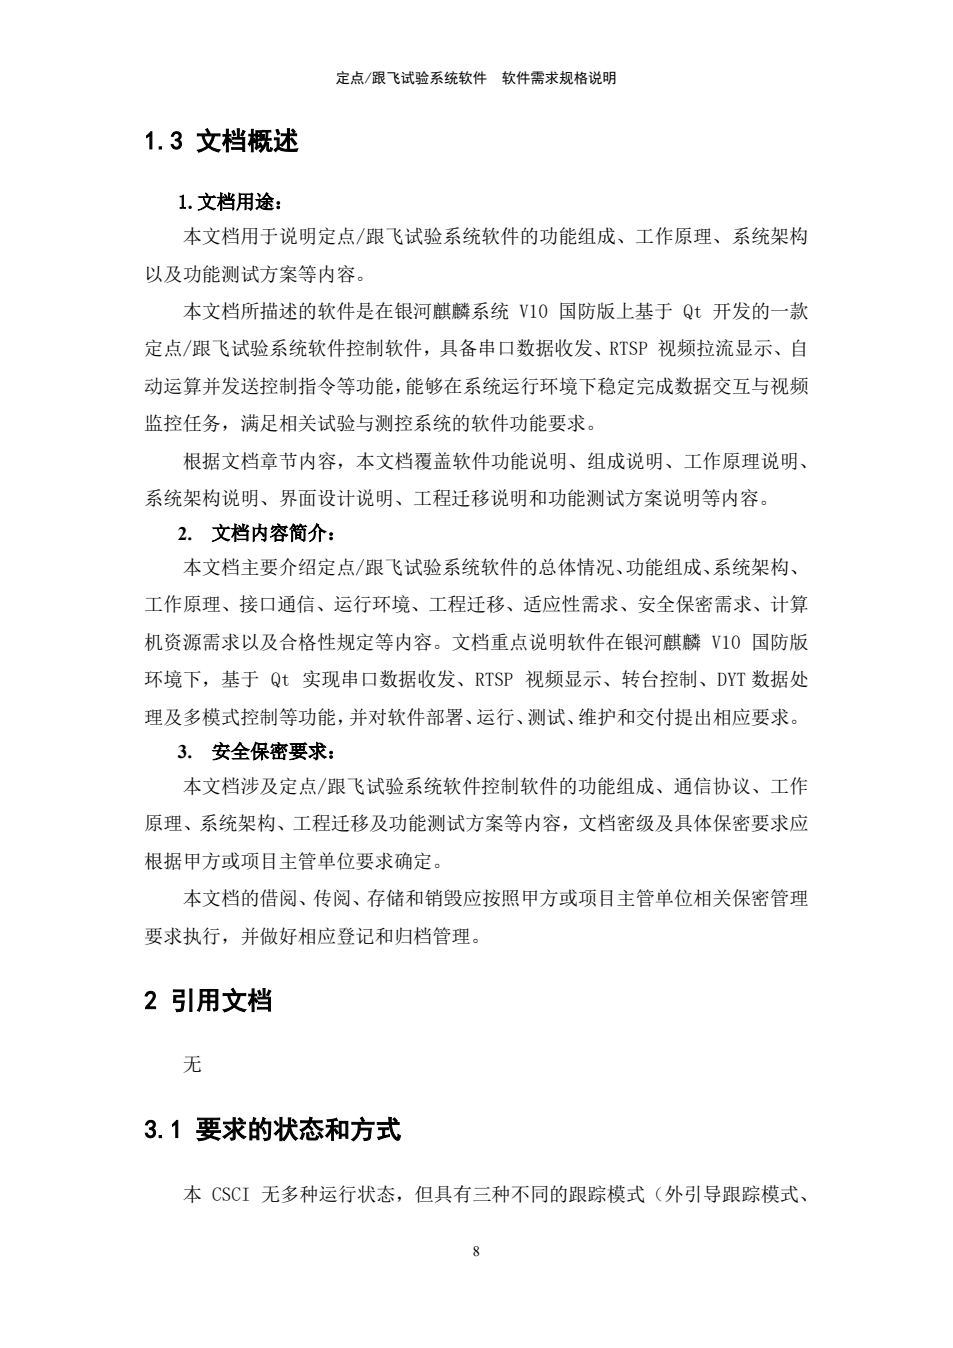 定点/跟飞试验系统软件　软件需求规格说明
1.3 文档概述
1. 文档用途：
本文档用于说明定点/跟飞试验系统软件的功能组成、工作原理、系统架构
以及功能测试方案等内容。
本文档所描述的软件是在银河麒麟系统 V10 国防版上基于 Qt 开发的一款
定点/跟飞试验系统软件控制软件，具备串口数据收发、RTSP 视频拉流显示、自
动运算并发送控制指令等功能，能够在系统运行环境下稳定完成数据交互与视频
监控任务，满足相关试验与测控系统的软件功能要求。
根据文档章节内容，本文档覆盖软件功能说明、组成说明、工作原理说明、
系统架构说明、界面设计说明、工程迁移说明和功能测试方案说明等内容。
2. 文档内容简介：
本文档主要介绍定点/跟飞试验系统软件的总体情况、功能组成、系统架构、
工作原理、接口通信、运行环境、工程迁移、适应性需求、安全保密需求、计算
机资源需求以及合格性规定等内容。文档重点说明软件在银河麒麟 V10 国防版
环境下，基于 Qt 实现串口数据收发、RTSP 视频显示、转台控制、DYT 数据处
理及多模式控制等功能，并对软件部署、运行、测试、维护和交付提出相应要求。
3. 安全保密要求：
本文档涉及定点/跟飞试验系统软件控制软件的功能组成、通信协议、工作
原理、系统架构、工程迁移及功能测试方案等内容，文档密级及具体保密要求应
根据甲方或项目主管单位要求确定。
本文档的借阅、传阅、存储和销毁应按照甲方或项目主管单位相关保密管理
要求执行，并做好相应登记和归档管理。
2 引用文档
无
3.1 要求的状态和方式
本 CSCI 无多种运行状态，但具有三种不同的跟踪模式（外引导跟踪模式、
8